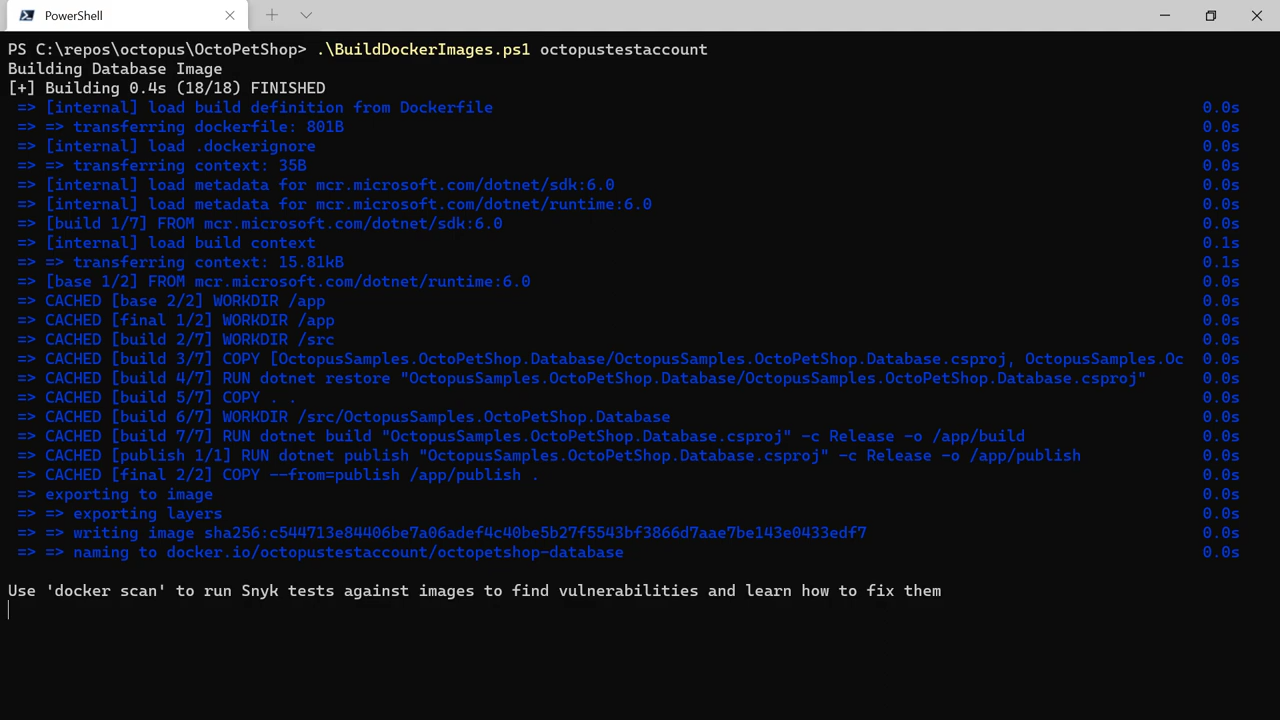 PowerShell
PS C:\repos\octopus\OctoPetShop> .\BuildDockerImages.ps1 octopustestaccount
Building Database Image
[+] Building 0.4s (18/18) FINISHED
=> [internal] load build definition from Dockerfile 0.0s
=> => transferring dockerfile: 801B 0.0s
=> [internal] load .dockerignore 0.0s
=> => transferring context: 35B 0.0s
=> [internal] load metadata for mcr.microsoft.com/dotnet/sdk:6.0 0.0s
=> [internal] load metadata for mcr.microsoft.com/dotnet/runtime:6.0 0.0s
=> [build 1/7] FROM mcr.microsoft.com/dotnet/sdk:6.0 0.0s
=> [internal] load build context 0.1s
=> => transferring context: 15.81kB 0.1s
=> [base 1/2] FROM mcr.microsoft.com/dotnet/runtime:6.0 0.0s
=> CACHED [base 2/2] WORKDIR /app 0.0s
=> CACHED [final 1/2] WORKDIR /app 0.0s
=> CACHED [build 2/7] WORKDIR /src 0.0s
=> CACHED [build 3/7] COPY [OctopusSamples.OctoPetShop.Database/OctopusSamples.OctoPetShop.Database.csproj, OctopusSamples.Oc 0.0s
=> CACHED [build 4/7] RUN dotnet restore "OctopusSamples.OctoPetShop.Database/OctopusSamples.OctoPetShop.Database.csproj" 0.0s
=> CACHED [build 5/7] COPY . . 0.0s
=> CACHED [build 6/7] WORKDIR /src/OctopusSamples.OctoPetShop.Database 0.0s
=> CACHED [build 7/7] RUN dotnet build "OctopusSamples.OctoPetShop.Database.csproj" -c Release -o /app/build 0.0s
=> CACHED [publish 1/1] RUN dotnet publish "OctopusSamples.OctoPetShop.Database.csproj" -c Release -o /app/publish 0.0s
=> CACHED [final 2/2] COPY --from=publish /app/publish . 0.0s
=> exporting to image 0.0s
=> => exporting layers 0.0s
=> => writing image sha256:c544713e84406be7a06adef4c40be5b27f5543bf3866d7aae7be143e0433edf7 0.0s
=> => naming to docker.io/octopustestaccount/octopetshop-database 0.0s
Use 'docker scan' to run Snyk tests against images to find vulnerabilities and learn how to fix them